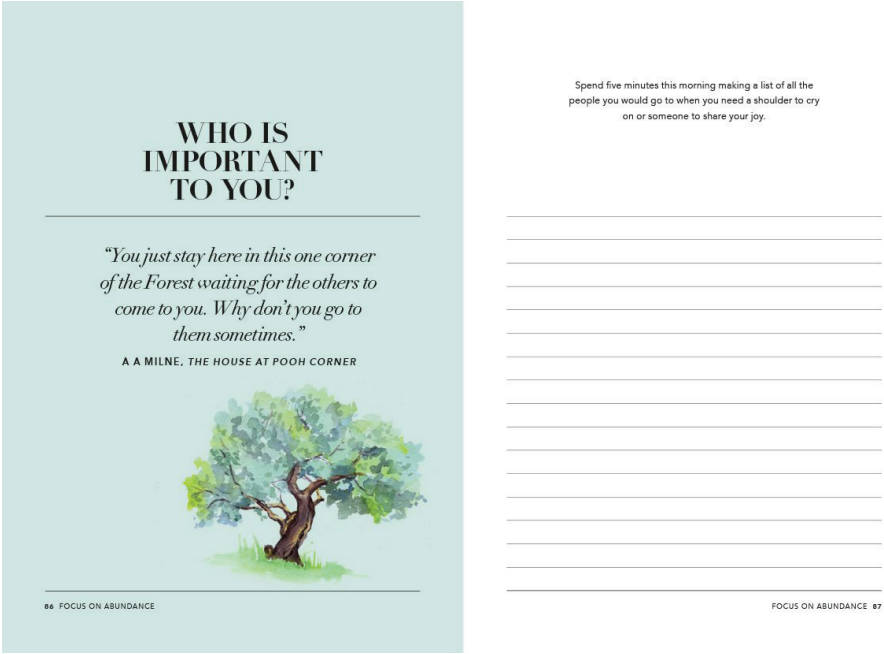 WHO IS
IMPORTANT
TO YOU?
“You just stay here in this one corner
of the Forest waiting for the others to
come to you. Why don’t you go to
them sometimes.”
A A MILNE, THE HOUSE AT POOH CORNER
86 FOCUS ON ABUNDANCE
Spend five minutes this morning making a list of all the
people you would go to when you need a shoulder to cry
on or someone to share your joy.
FOCUS ON ABUNDANCE 87